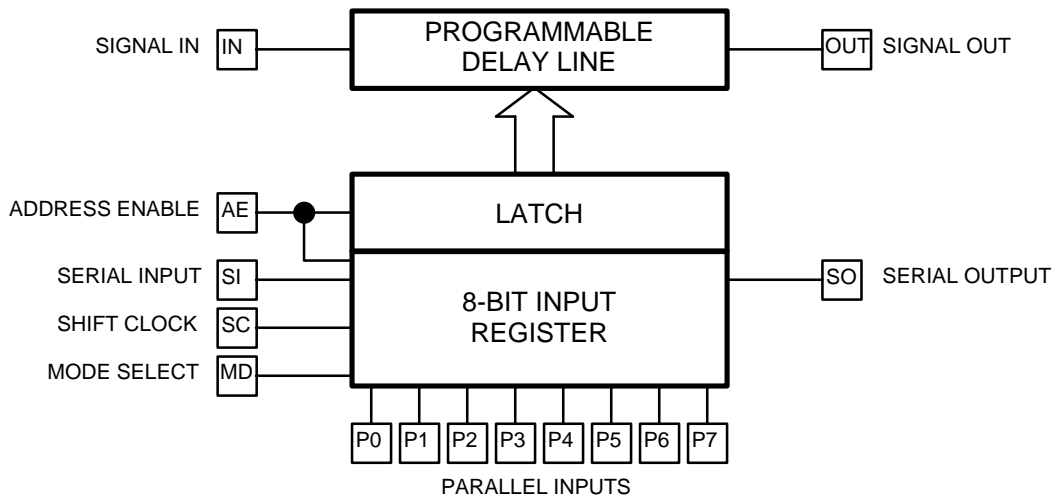 PROGRAMMABLE
DELAY LINE
SIGNAL IN
IN
OUT
SIGNAL OUT
ADDRESS ENABLE
AE
LATCH
SERIAL INPUT
SI
8-BIT INPUT
REGISTER
SO
SERIAL OUTPUT
SHIFT CLOCK
SC
MODE SELECT
MD
P0 P1 P2 P3 P4 P5 P6 P7
PARALLEL INPUTS